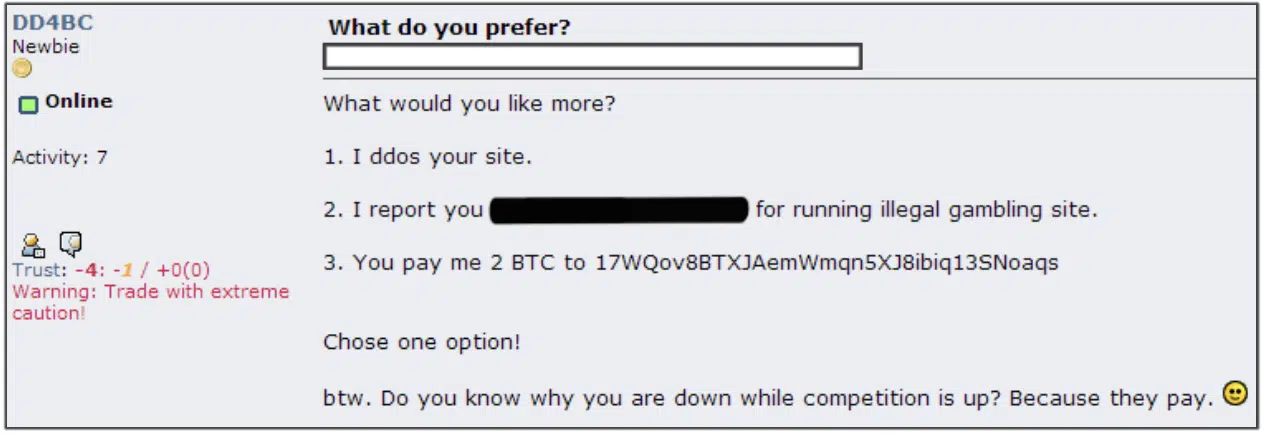 DD4BC
Newbie
Online
Activity: 7
Trust: -4: -1 / +0(0)
Warning: Trade with extreme
caution!
What do you prefer?
What would you like more?
1. I ddos your site.
2. I report you for running illegal gambling site.
3. You pay me 2 BTC to 17WQov8BTXJAemWmqn5XJ8ibiq13SNoaqs
Chose one option!
btw. Do you know why you are down while competition is up? Because they pay.